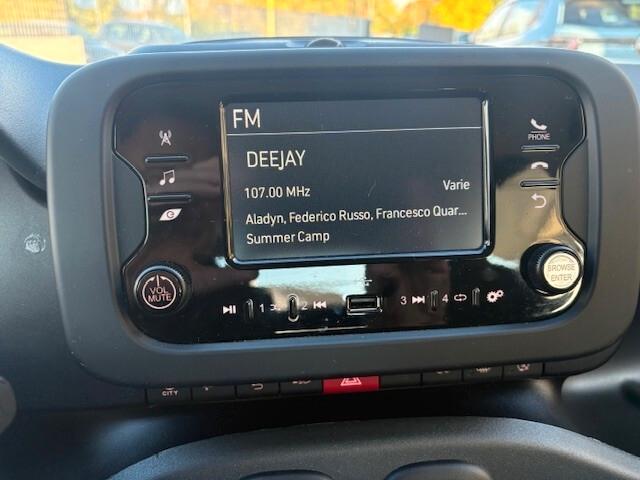 FM
DEEJAY
107.00 MHz Varie
Aladyn, Federico Russo, Francesco Quar...
Summer Camp
PHONE
VOL
MUTE
BROWSE
ENTER
1 2 3 4
CITY